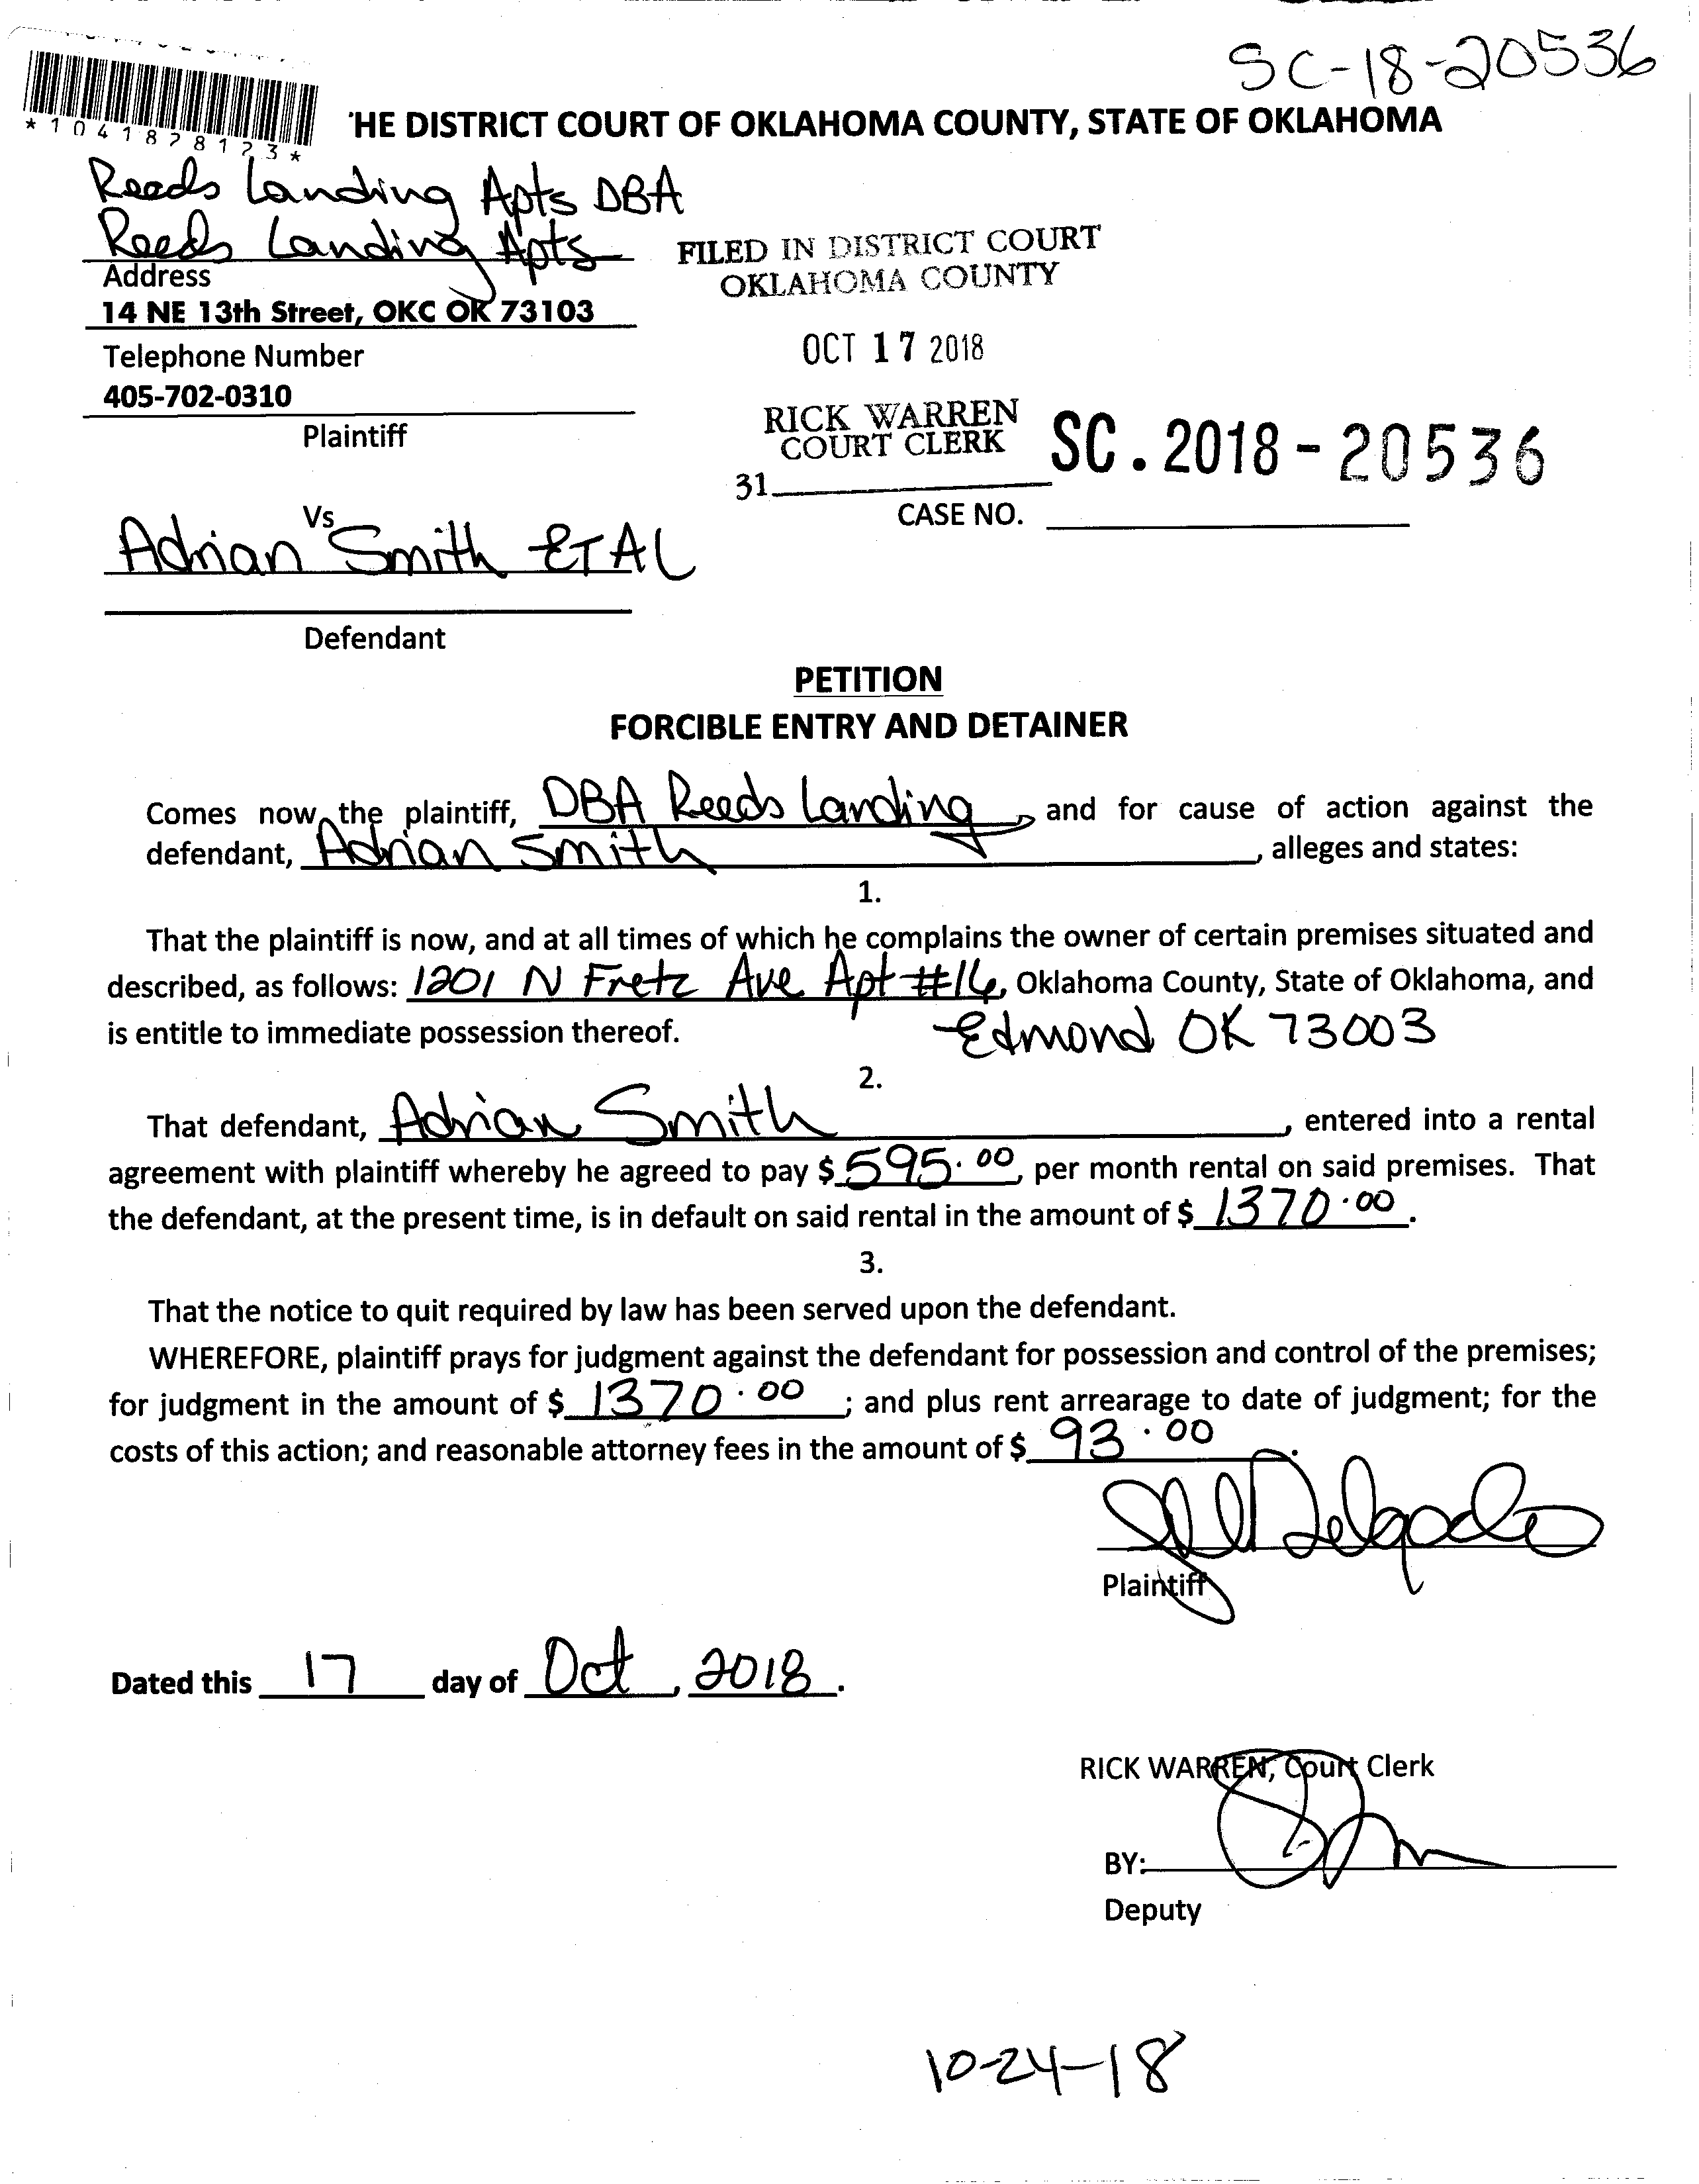 SC-18-20536
*1041878123*
'HE DISTRICT COURT OF OKLAHOMA COUNTY, STATE OF OKLAHOMA
Reeds Landing Apts DBA
Reeds Landing Apts
Address
14 NE 13th Street, OKC OK 73103
Telephone Number
405-702-0310
Plaintiff
FILED IN DISTRICT COURT
OKLAHOMA COUNTY
OCT 17 2018
RICK WARREN
COURT CLERK
31
SC. 2018 - 20536
CASE NO.
Vs
Adrian Smith ETAL
Defendant
PETITION
FORCIBLE ENTRY AND DETAINER
Comes now the plaintiff, DBA Reeds Landing, and for cause of action against the
defendant, Adrian Smith, alleges and states:
1.
That the plaintiff is now, and at all times of which he complains the owner of certain premises situated and
described, as follows: 1201 N Fretz Ave Apt #16, Oklahoma County, State of Oklahoma, and
is entitle to immediate possession thereof. Edmond OK 73003
2.
That defendant, Adrian Smith, entered into a rental
agreement with plaintiff whereby he agreed to pay $ 595.00, per month rental on said premises. That
the defendant, at the present time, is in default on said rental in the amount of $ 1370.00.
3.
That the notice to quit required by law has been served upon the defendant.
WHEREFORE, plaintiff prays for judgment against the defendant for possession and control of the premises;
for judgment in the amount of $ 1370.00 ; and plus rent arrearage to date of judgment; for the
costs of this action; and reasonable attorney fees in the amount of $ 93.00.
Delgado
Plaintiff
Dated this 17 day of Oct, 2018.
RICK WARREN, Court Clerk
BY:
Deputy
10-24-18